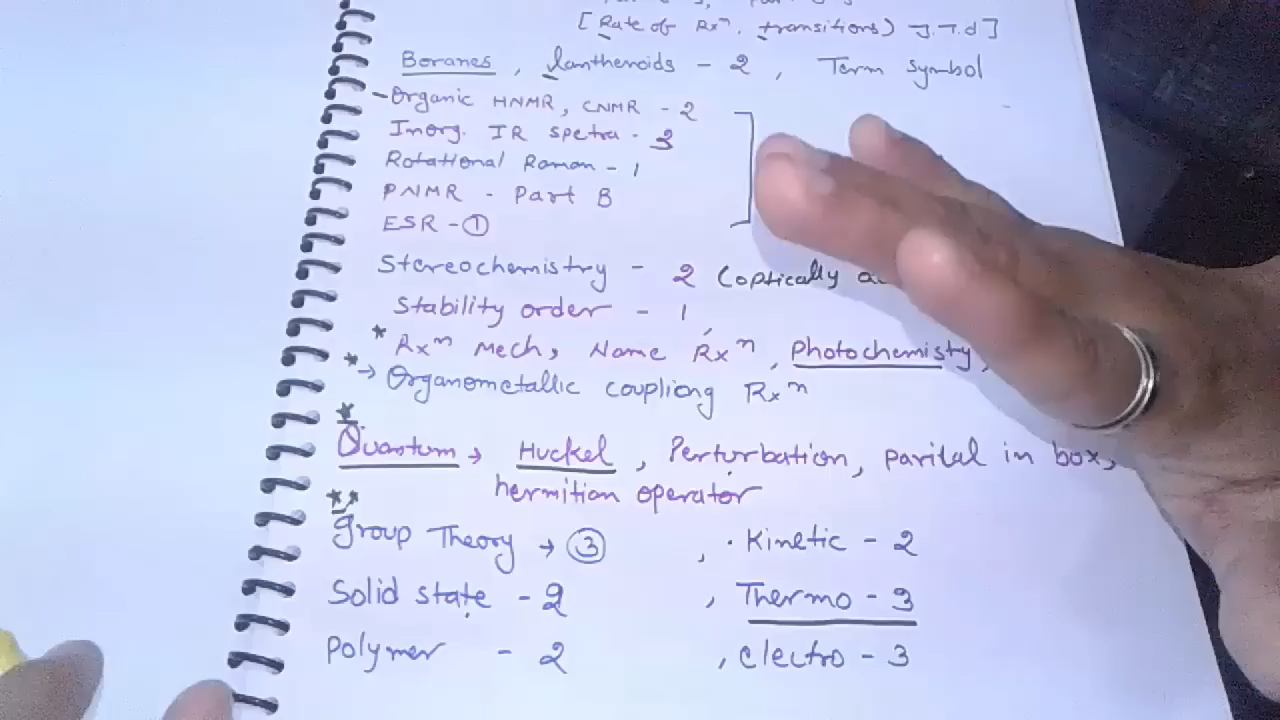 [Rate of Rxⁿ, transitions) J.T.d]
Boranes, lanthenoids - 2, Term symbol
-Organic HNMR, CNMR - 2
Inorg. IR spetra - 3
Rotational Raman - 1
PNMR - Part B
ESR - ①
Stereochemistry - 2 (optically
Stability order - 1
* Rxⁿ Mech, Name Rxⁿ, Photochemistry,
*→ Organometallic coupliong Rxⁿ
*
Quantum → Huckel, Perturbation, parital in box,
hermition operator
**
Group Theory → ③ , · Kinetic - 2
Solid state - 2 , Thermo - 3
Polymer - 2 , Electro - 3